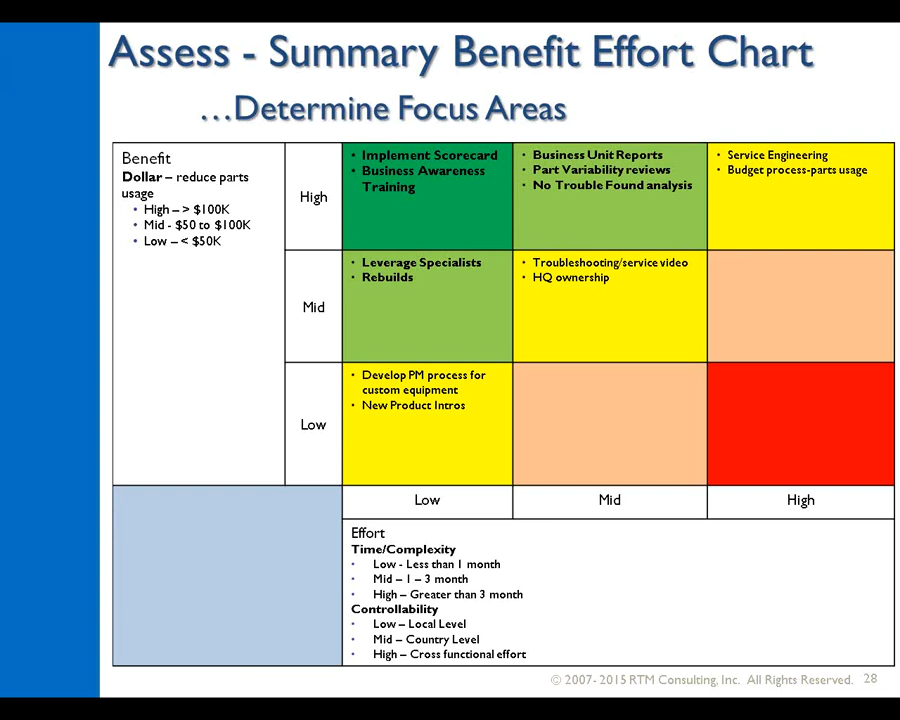 Assess - Summary Benefit Effort Chart
…Determine Focus Areas
Benefit
Dollar – reduce parts
usage
• High – > $100K
• Mid - $50 to $100K
• Low – < $50K
High
• Implement Scorecard
• Business Awareness
Training
• Business Unit Reports
• Part Variability reviews
• No Trouble Found analysis
• Service Engineering
• Budget process-parts usage
Mid
• Leverage Specialists
• Rebuilds
• Troubleshooting/service video
• HQ ownership
Low
• Develop PM process for
custom equipment
• New Product Intros
Low
Mid
High
Effort
Time/Complexity
• Low - Less than 1 month
• Mid – 1 – 3 month
• High – Greater than 3 month
Controllability
• Low – Local Level
• Mid – Country Level
• High – Cross functional effort
© 2007- 2015 RTM Consulting, Inc. All Rights Reserved. 28